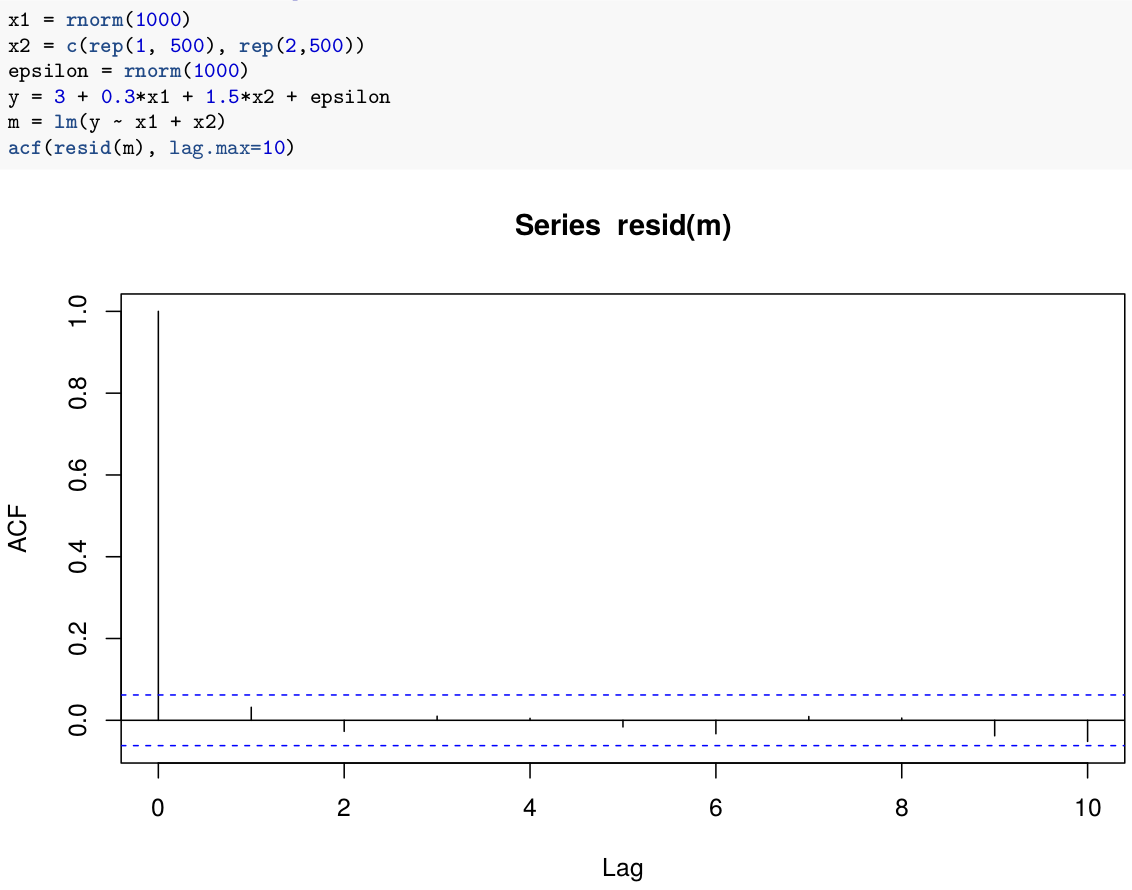 x1 = rnorm(1000)
x2 = c(rep(1, 500), rep(2,500))
epsilon = rnorm(1000)
y = 3 + 0.3*x1 + 1.5*x2 + epsilon
m = lm(y ~ x1 + x2)
acf(resid(m), lag.max=10)
Series resid(m)
ACF
1.0
0.8
0.6
0.4
0.2
0.0
0 2 4 6 8 10
Lag